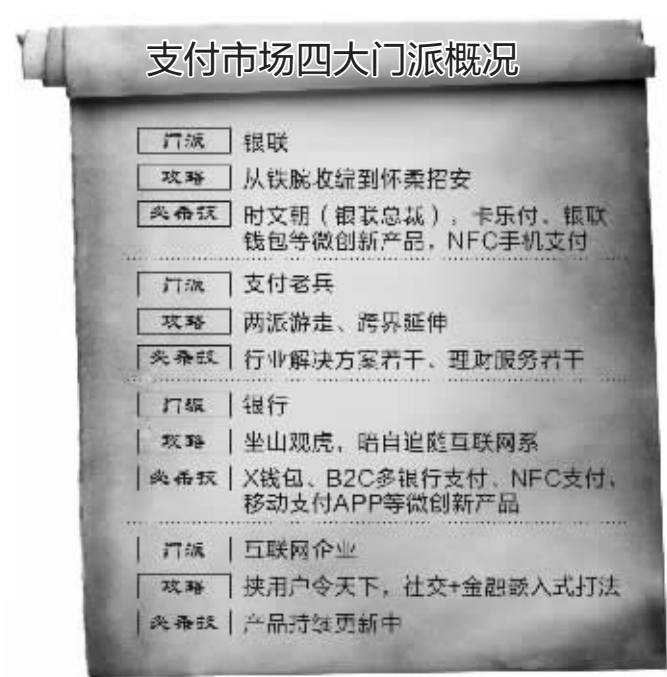 支付市场四大门派概况
门派 银联
攻略 从铁腕收编到怀柔招安
杀手技 时文朝（银联总裁），卡乐付、银联
钱包等微创新产品，NFC手机支付
门派 支付老兵
攻略 两派游走、跨界延伸
杀手技 行业解决方案若干、理财服务若干
门派 银行
攻略 坐山观虎，暗自追随互联网系
杀手技 X钱包、B2C多银行支付、NFC支付、
移动支付APP等微创新产品
门派 互联网企业
攻略 挟用户令天下，社交+金融嵌入式打法
杀手技 产品持续更新中